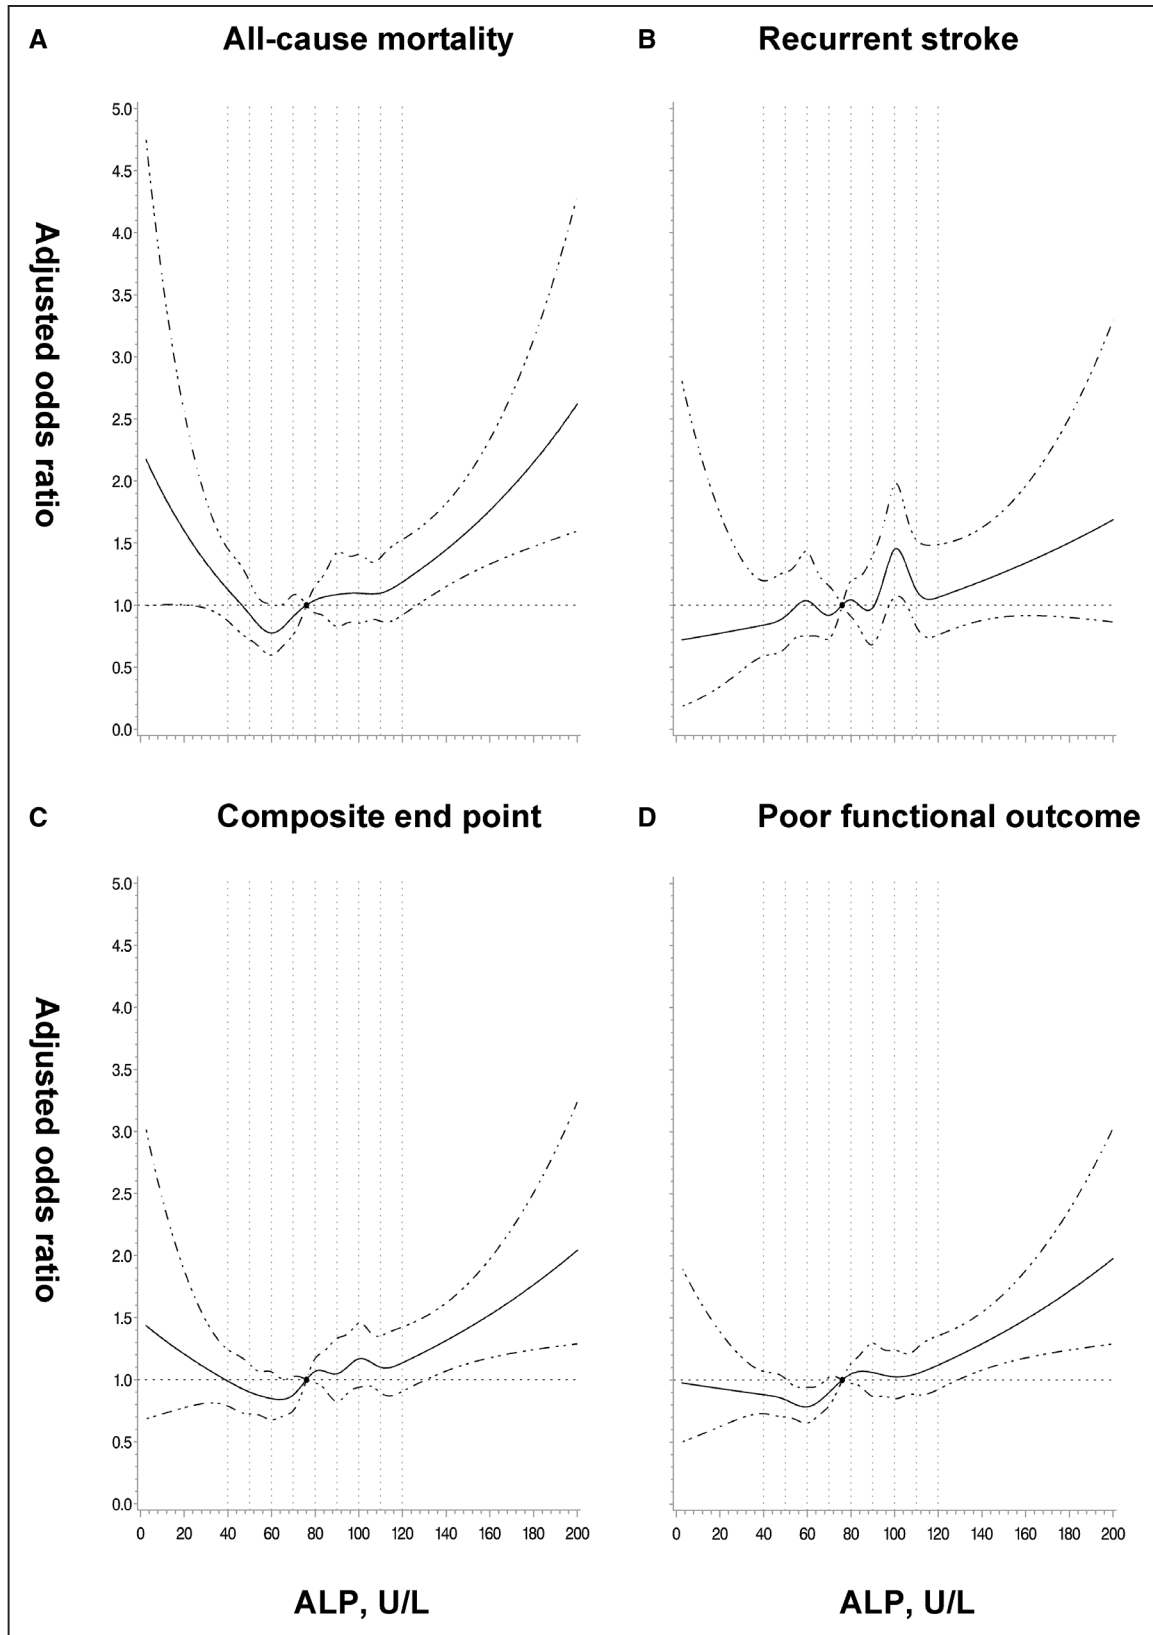 A All-cause mortality
B Recurrent stroke
Adjusted odds ratio
5.0
4.5
4.0
3.5
3.0
2.5
2.0
1.5
1.0
0.5
0.0
C Composite end point
D Poor functional outcome
Adjusted odds ratio
5.0
4.5
4.0
3.5
3.0
2.5
2.0
1.5
1.0
0.5
0.0
0 20 40 60 80 100 120 140 160 180 200
0 20 40 60 80 100 120 140 160 180 200
ALP, U/L
ALP, U/L